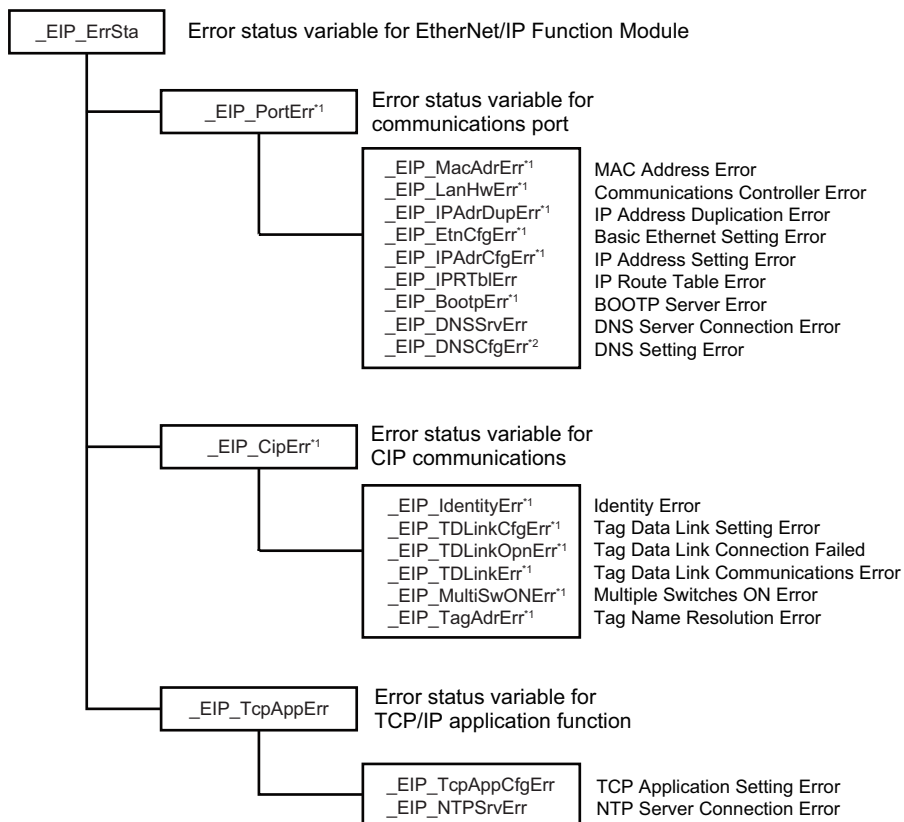 _EIP_ErrSta Error status variable for EtherNet/IP Function Module
_EIP_PortErr*1 Error status variable for
communications port
_EIP_MacAdrErr*1 MAC Address Error
_EIP_LanHwErr*1 Communications Controller Error
_EIP_IPAdrDupErr*1 IP Address Duplication Error
_EIP_EtnCfgErr*1 Basic Ethernet Setting Error
_EIP_IPAdrCfgErr*1 IP Address Setting Error
_EIP_IPRTblErr IP Route Table Error
_EIP_BootpErr*1 BOOTP Server Error
_EIP_DNSSrvErr DNS Server Connection Error
_EIP_DNSCfgErr*2 DNS Setting Error
_EIP_CipErr*1 Error status variable for
CIP communications
_EIP_IdentityErr*1 Identity Error
_EIP_TDLinkCfgErr*1 Tag Data Link Setting Error
_EIP_TDLinkOpnErr*1 Tag Data Link Connection Failed
_EIP_TDLinkErr*1 Tag Data Link Communications Error
_EIP_MultiSwONErr*1 Multiple Switches ON Error
_EIP_TagAdrErr*1 Tag Name Resolution Error
_EIP_TcpAppErr Error status variable for
TCP/IP application function
_EIP_TcpAppCfgErr TCP Application Setting Error
_EIP_NTPSrvErr NTP Server Connection Error